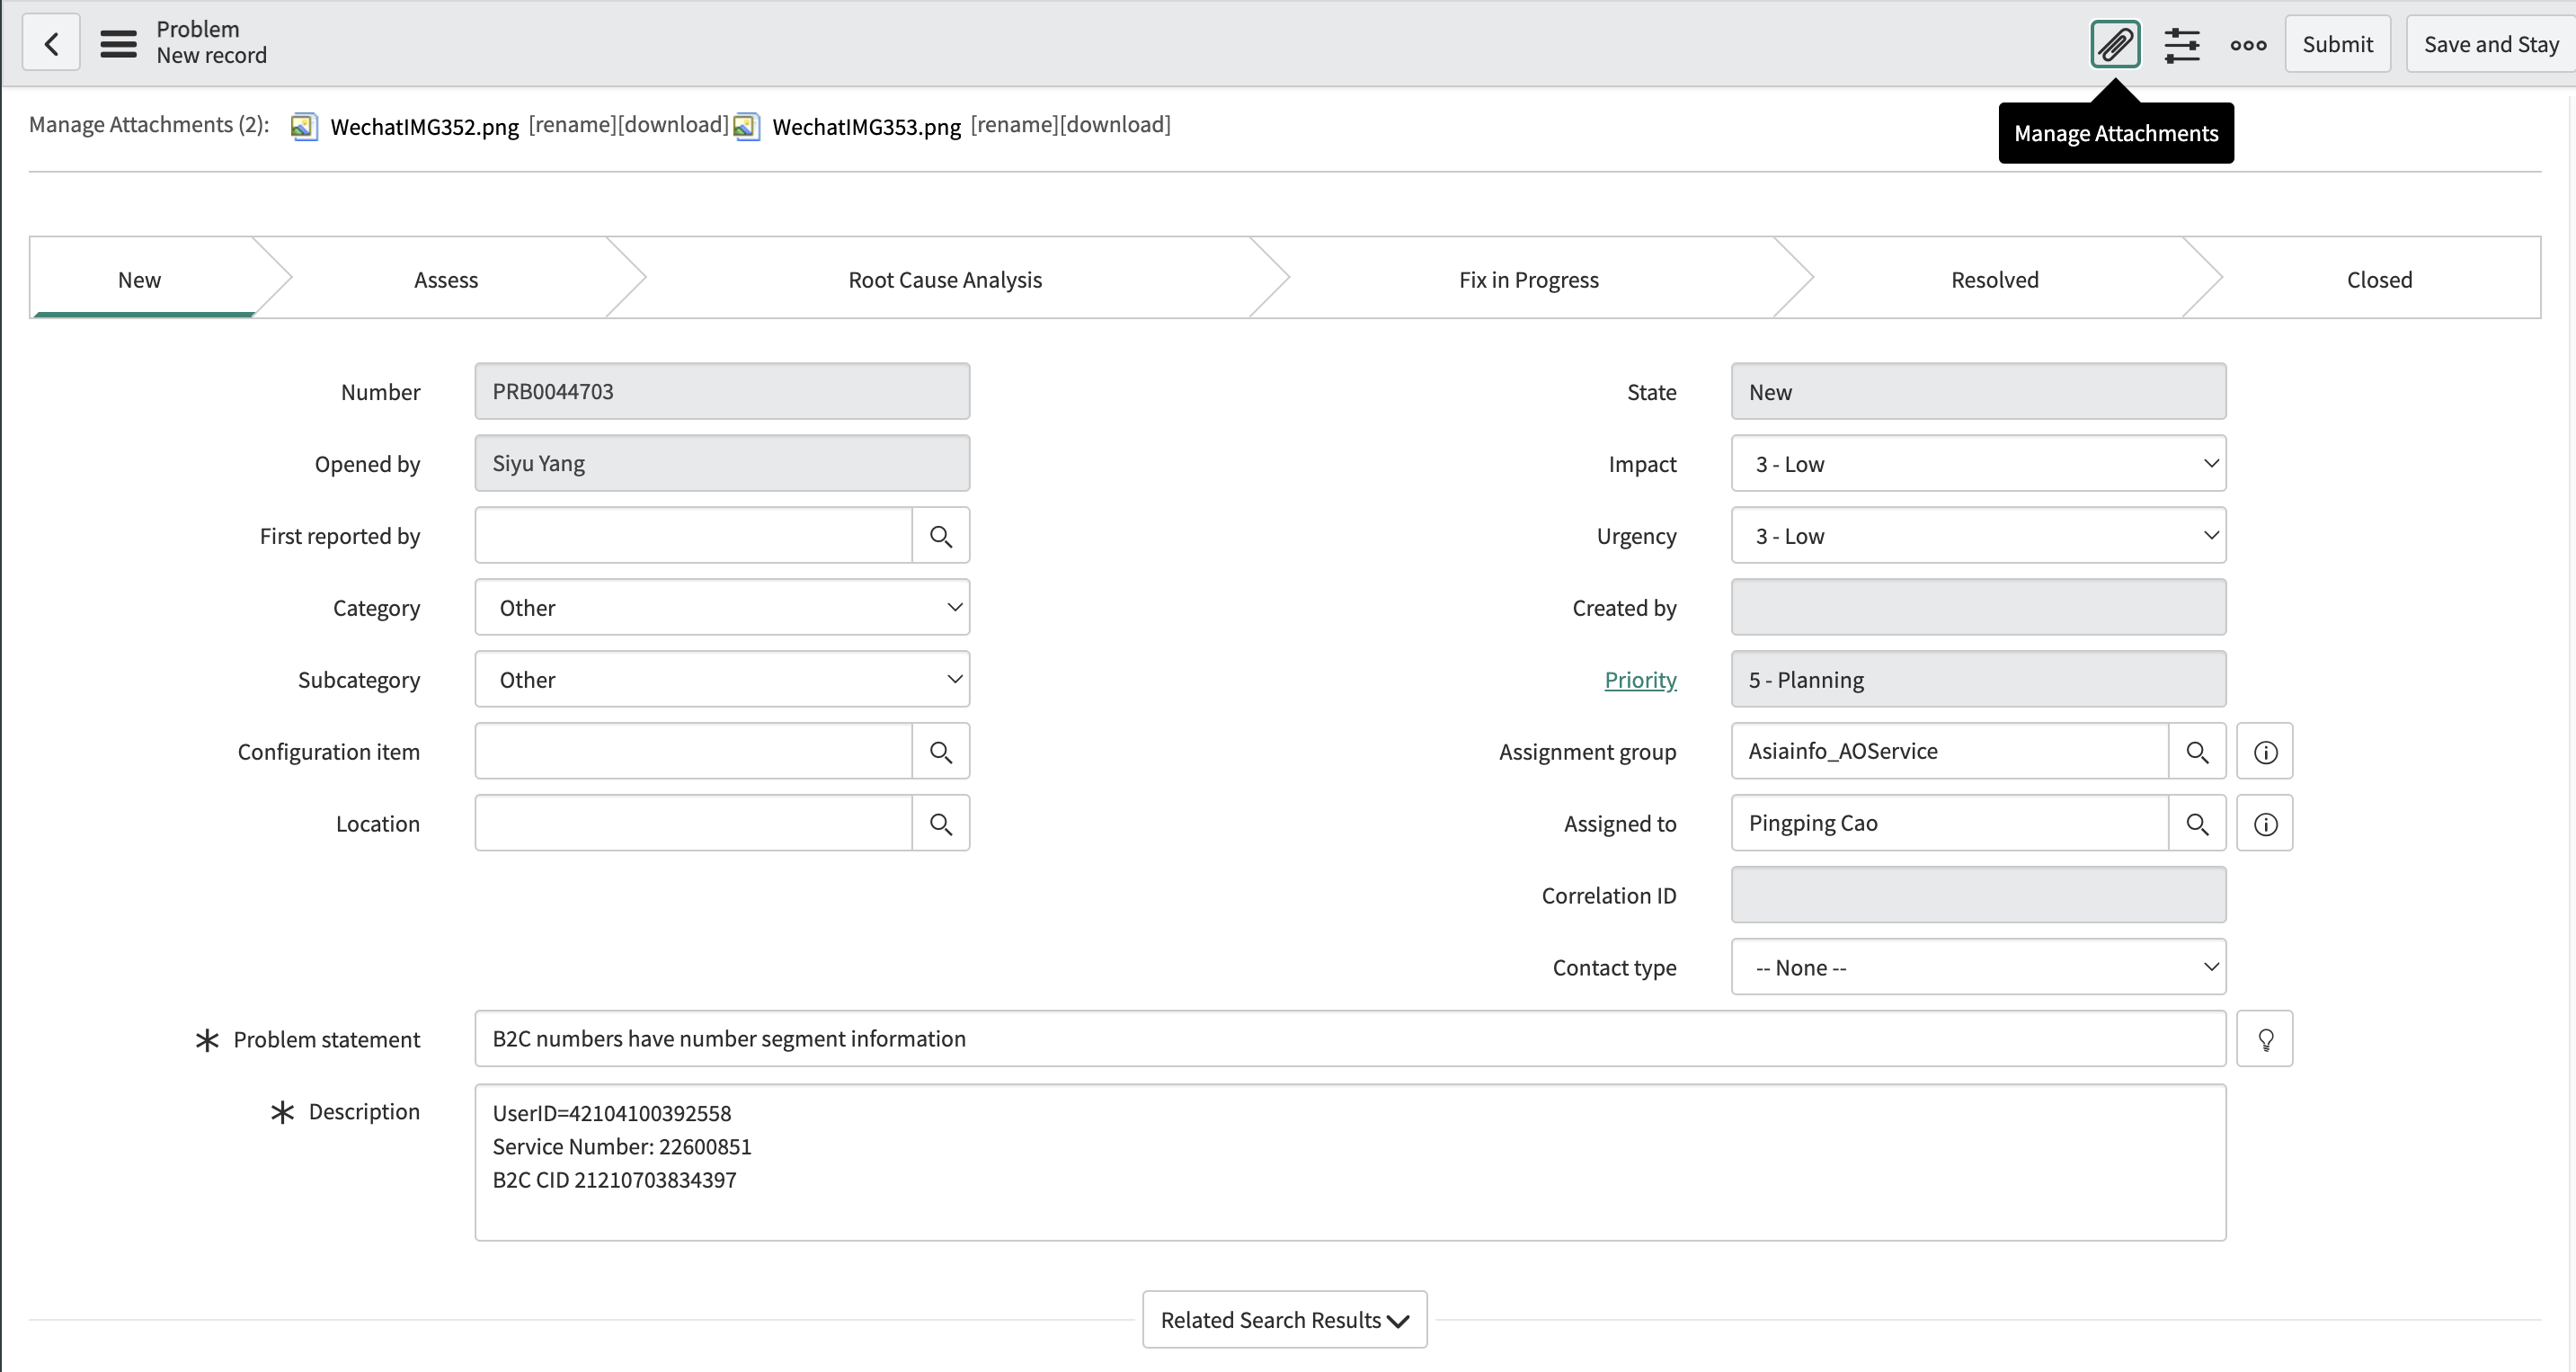 Problem
New record
Submit
Save and Stay
Manage Attachments (2): WechatIMG352.png [rename][download] WechatIMG353.png [rename][download]
Manage Attachments
New
Assess
Root Cause Analysis
Fix in Progress
Resolved
Closed
Number PRB0044703
State New
Opened by Siyu Yang
Impact 3 - Low
First reported by
Urgency 3 - Low
Category Other
Created by
Subcategory Other
Priority 5 - Planning
Configuration item
Assignment group Asiainfo_AOService
Location
Assigned to Pingping Cao
Correlation ID
Contact type -- None --
Problem statement B2C numbers have number segment information
Description UserID=42104100392558
Service Number: 22600851
B2C CID 21210703834397
Related Search Results